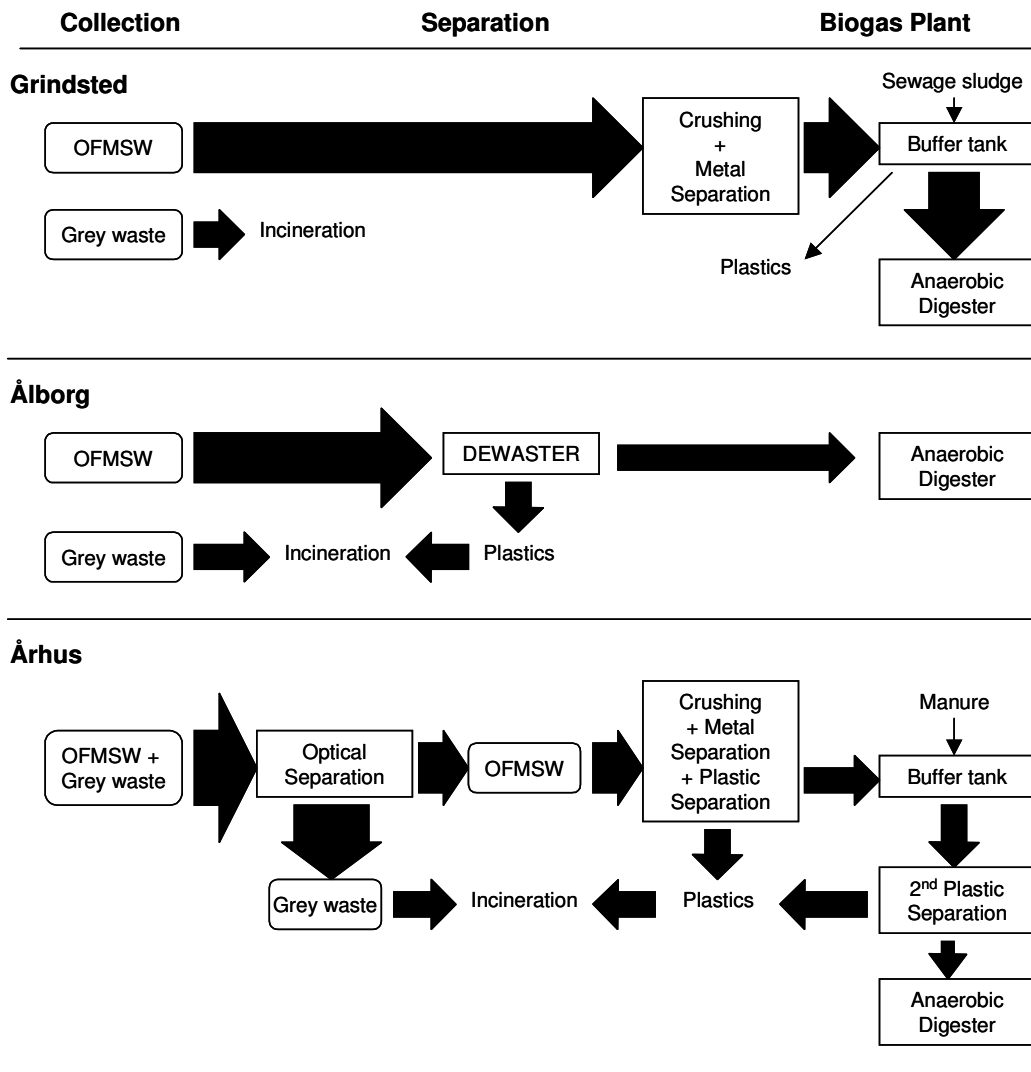 Collection Separation Biogas Plant
Grindsted
Sewage sludge
OFMSW
Crushing
+
Metal
Separation
Buffer tank
Grey waste
Incineration
Plastics
Anaerobic
Digester
Ålborg
OFMSW
DEWASTER
Anaerobic
Digester
Grey waste
Incineration
Plastics
Århus
OFMSW +
Grey waste
Optical
Separation
OFMSW
Crushing
+ Metal
Separation
+ Plastic
Separation
Manure
Buffer tank
Grey waste
Incineration
Plastics
2nd Plastic
Separation
Anaerobic
Digester